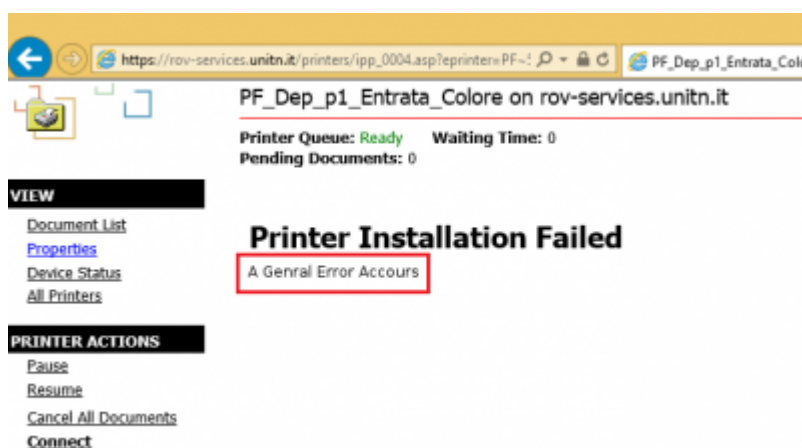 https://rov-services.unitn.it/printers/ipp_0004.asp?eprinter=PF~!
PF_Dep_p1_Entrata_Col
PF_Dep_p1_Entrata_Colore on rov-services.unitn.it
Printer Queue: Ready Waiting Time: 0
Pending Documents: 0
VIEW
Document List
Properties
Device Status
All Printers
Printer Installation Failed
A Genral Error Accours
PRINTER ACTIONS
Pause
Resume
Cancel All Documents
Connect